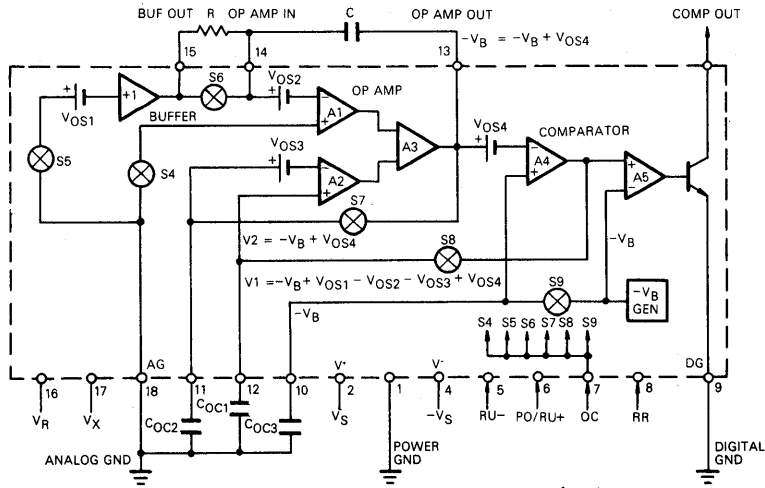 BUF OUT R OP AMP IN C OP AMP OUT COMP OUT
15 14 13 -VB = -VB + VOS4
S6
VOS2
+1 OP AMP
VOS1 BUFFER A1 VOS4 COMPARATOR
VOS3 A3 A4 A5
S5 S4 A2
S7
V2 = -VB + VOS4 S8 -VB
V1 = -VB + VOS1 - VOS2 - VOS3 + VOS4
S9 -VB GEN
-VB
S4 S5 S6 S7 S8 S9
AG V+ V- DG
16 17 18 11 12 10 2 1 4 5 6 7 8 9
VR VX COC2 COC1 COC3 VS -VS RU- PO/RU+ OC RR
ANALOG GND POWER GND DIGITAL GND